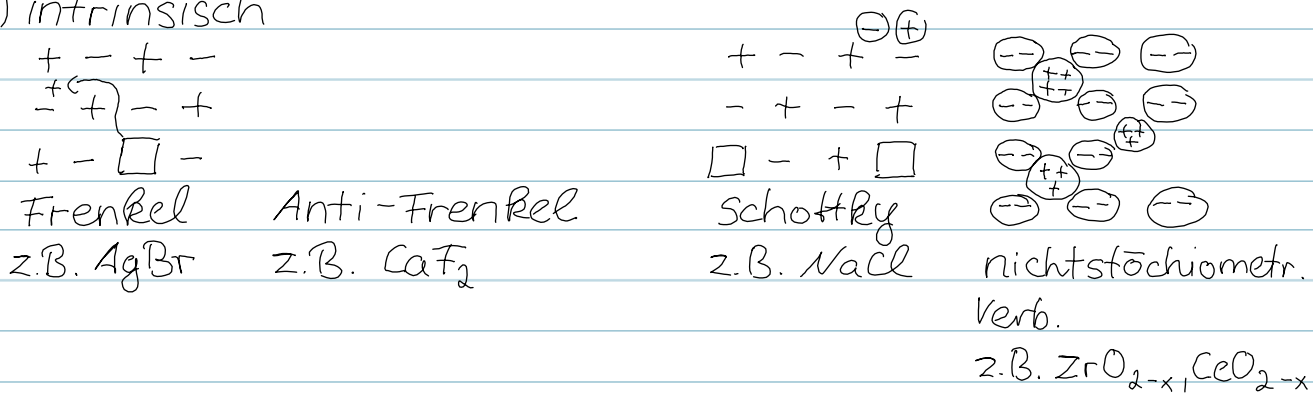 ) intrinsisch
+ − + −
+
− + − +
+ − □ −
Frenkel
z.B. AgBr
Anti-Frenkel
z.B. CaF₂
⊖ ⊕
+ − + −
− + − +
□ − + □
Schottky
z.B. NaCl
−− −− −−
++
++
−− −− −−
++
+
−− −−
++
+
−− −− −−
nichtstöchiometr.
Verb.
z.B. ZrO₂₋ₓ, CeO₂₋ₓ